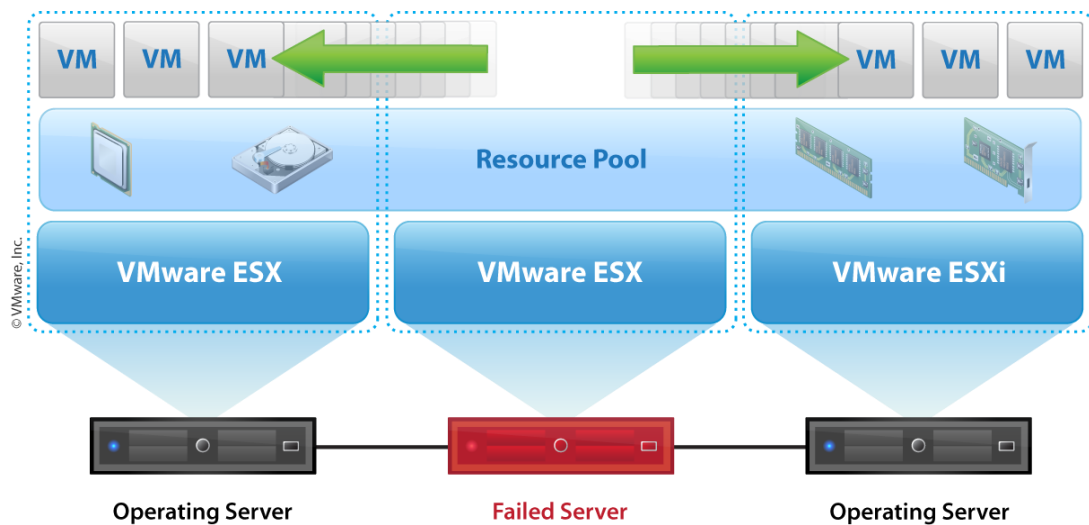 VM VM VM VM VM VM
Resource Pool
VMware ESX VMware ESX VMware ESXi
© VMware, Inc.
Operating Server Failed Server Operating Server